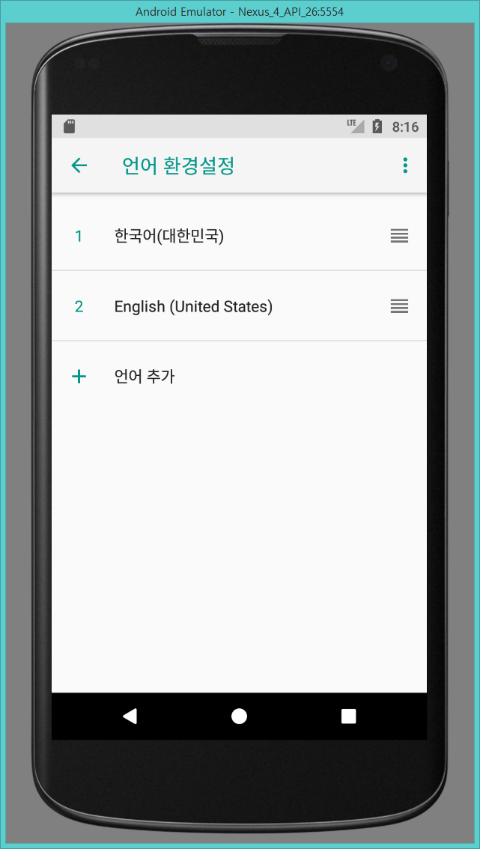 Android Emulator - Nexus_4_API_26:5554
LTE 8:16
언어 환경설정
1 한국어(대한민국)
2 English (United States)
언어 추가